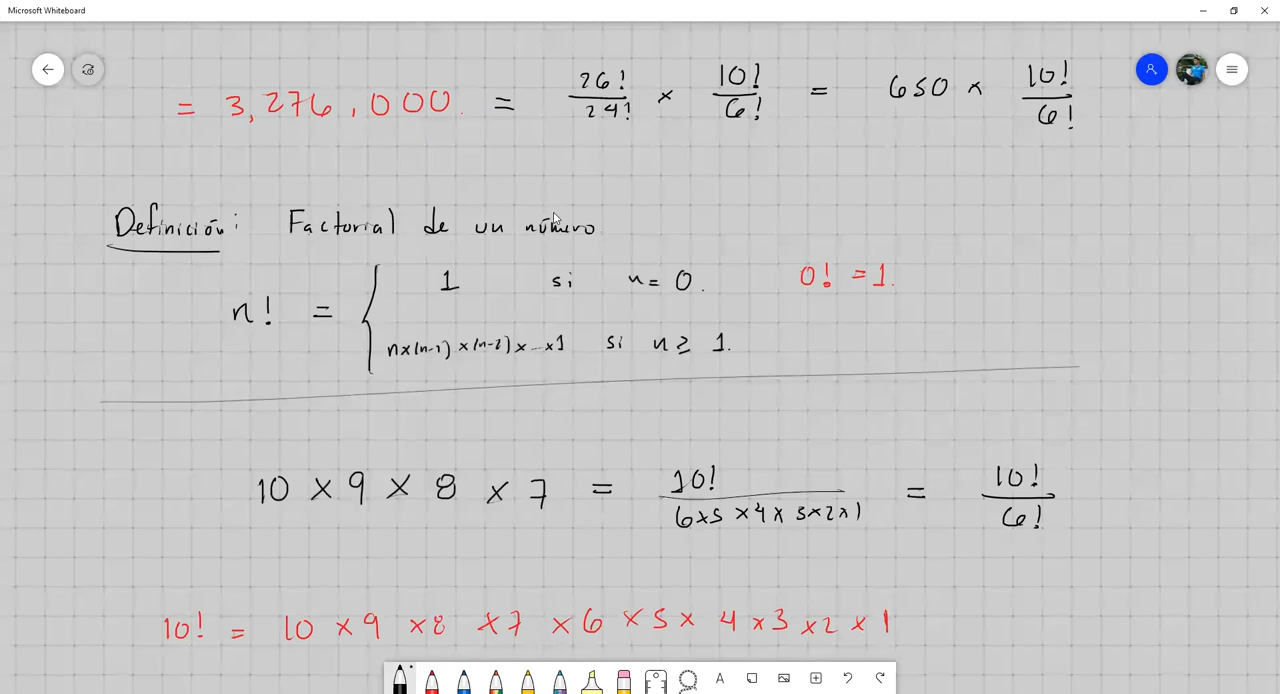 Microsoft Whiteboard
= 3,276,000. = 26!/24! × 10!/6! = 650 × 10!/6!
Definición: Factorial de un número.
n! = { 1 si n = 0. 0! = 1.
n×(n-1)×(n-2)×...×1 si n ≥ 1.
10 × 9 × 8 × 7 = 10!/(6×5×4×3×2×1) = 10!/6!
10! = 10 × 9 × 8 × 7 × 6 × 5 × 4 × 3 × 2 × 1
A